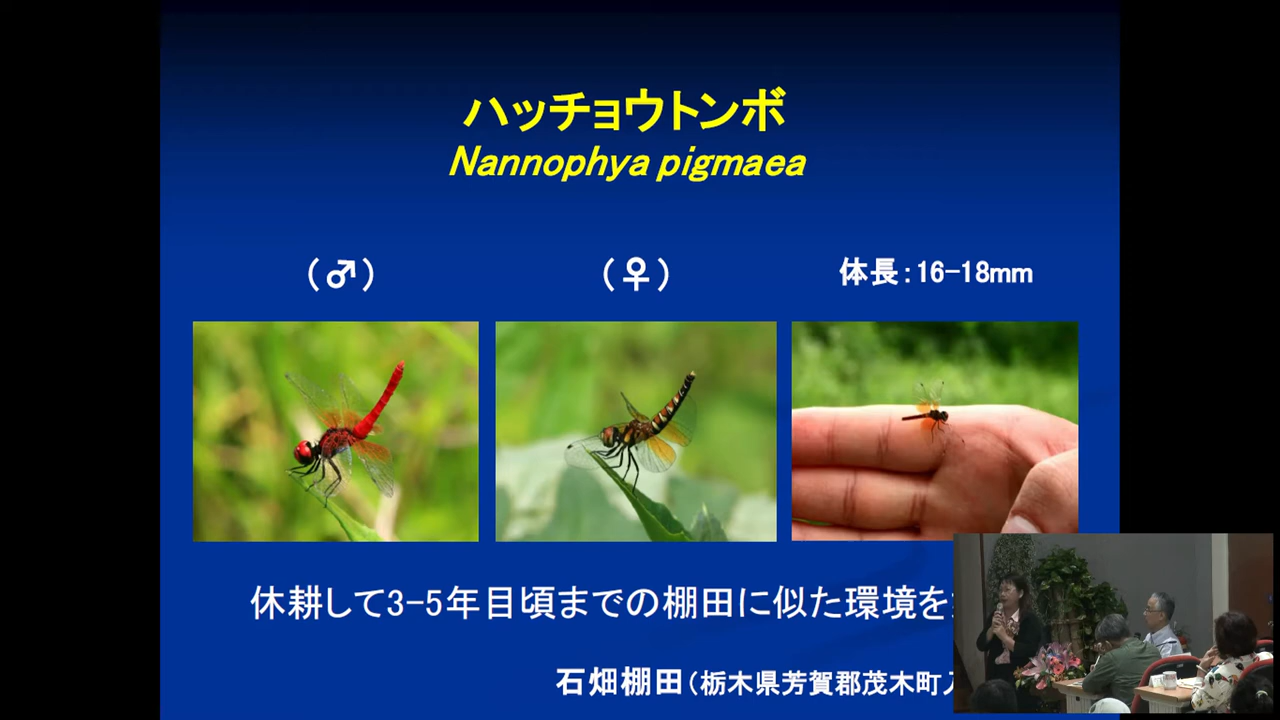 ハッチョウトンボ
Nannophya pigmaea
（♂） （♀） 体長：16-18mm
休耕して3-5年目頃までの棚田に似た環境を
石畑棚田（栃木県芳賀郡茂木町